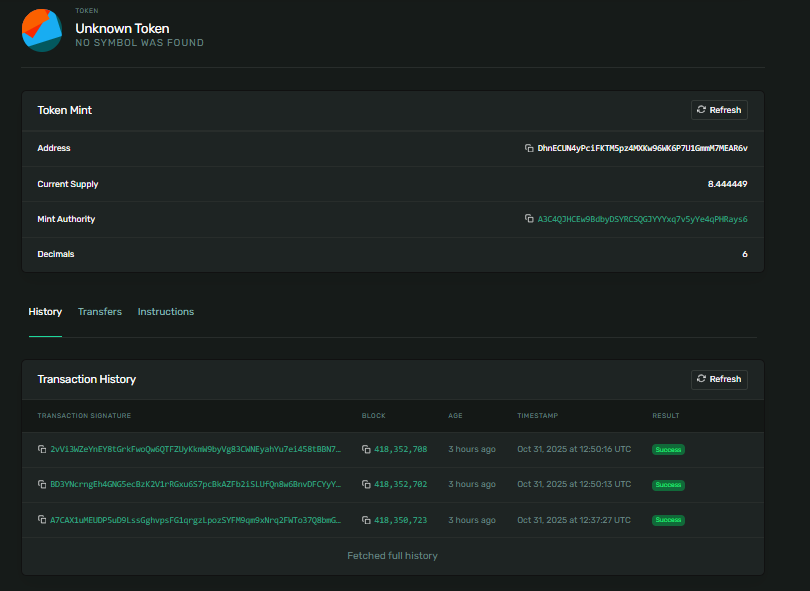 TOKEN
Unknown Token
NO SYMBOL WAS FOUND
Token Mint
Refresh
Address
DhnECUN4yPciFKTM5pz4MXKw96WK6P7U1GmmM7MEAR6v
Current Supply
8.444449
Mint Authority
A3C4QJHCEw9BdbyDSYRCSQGJYYYxq7v5yYe4qPHRays6
Decimals
6
History Transfers Instructions
Transaction History
Refresh
TRANSACTION SIGNATURE BLOCK AGE TIMESTAMP RESULT
2vVi3WZeYnEY8tGrkFwoQw6QTFZUyKkmW9byVg83CWNEyahYu7ei458tBBN7… 418,352,708 3 hours ago Oct 31, 2025 at 12:50:16 UTC Success
BD3YNcrngEh4GNG5ecBzK2V1rRGxu6S7pcBkAZFb2i5LUfQn8w6BnvDFCYyY… 418,352,702 3 hours ago Oct 31, 2025 at 12:50:13 UTC Success
A7CAX1uMEUDP5uD9LssGghvpsFG1qrgzLpozSYFM9qm9xNrq2FWTo37Q8bmG… 418,350,723 3 hours ago Oct 31, 2025 at 12:37:27 UTC Success
Fetched full history